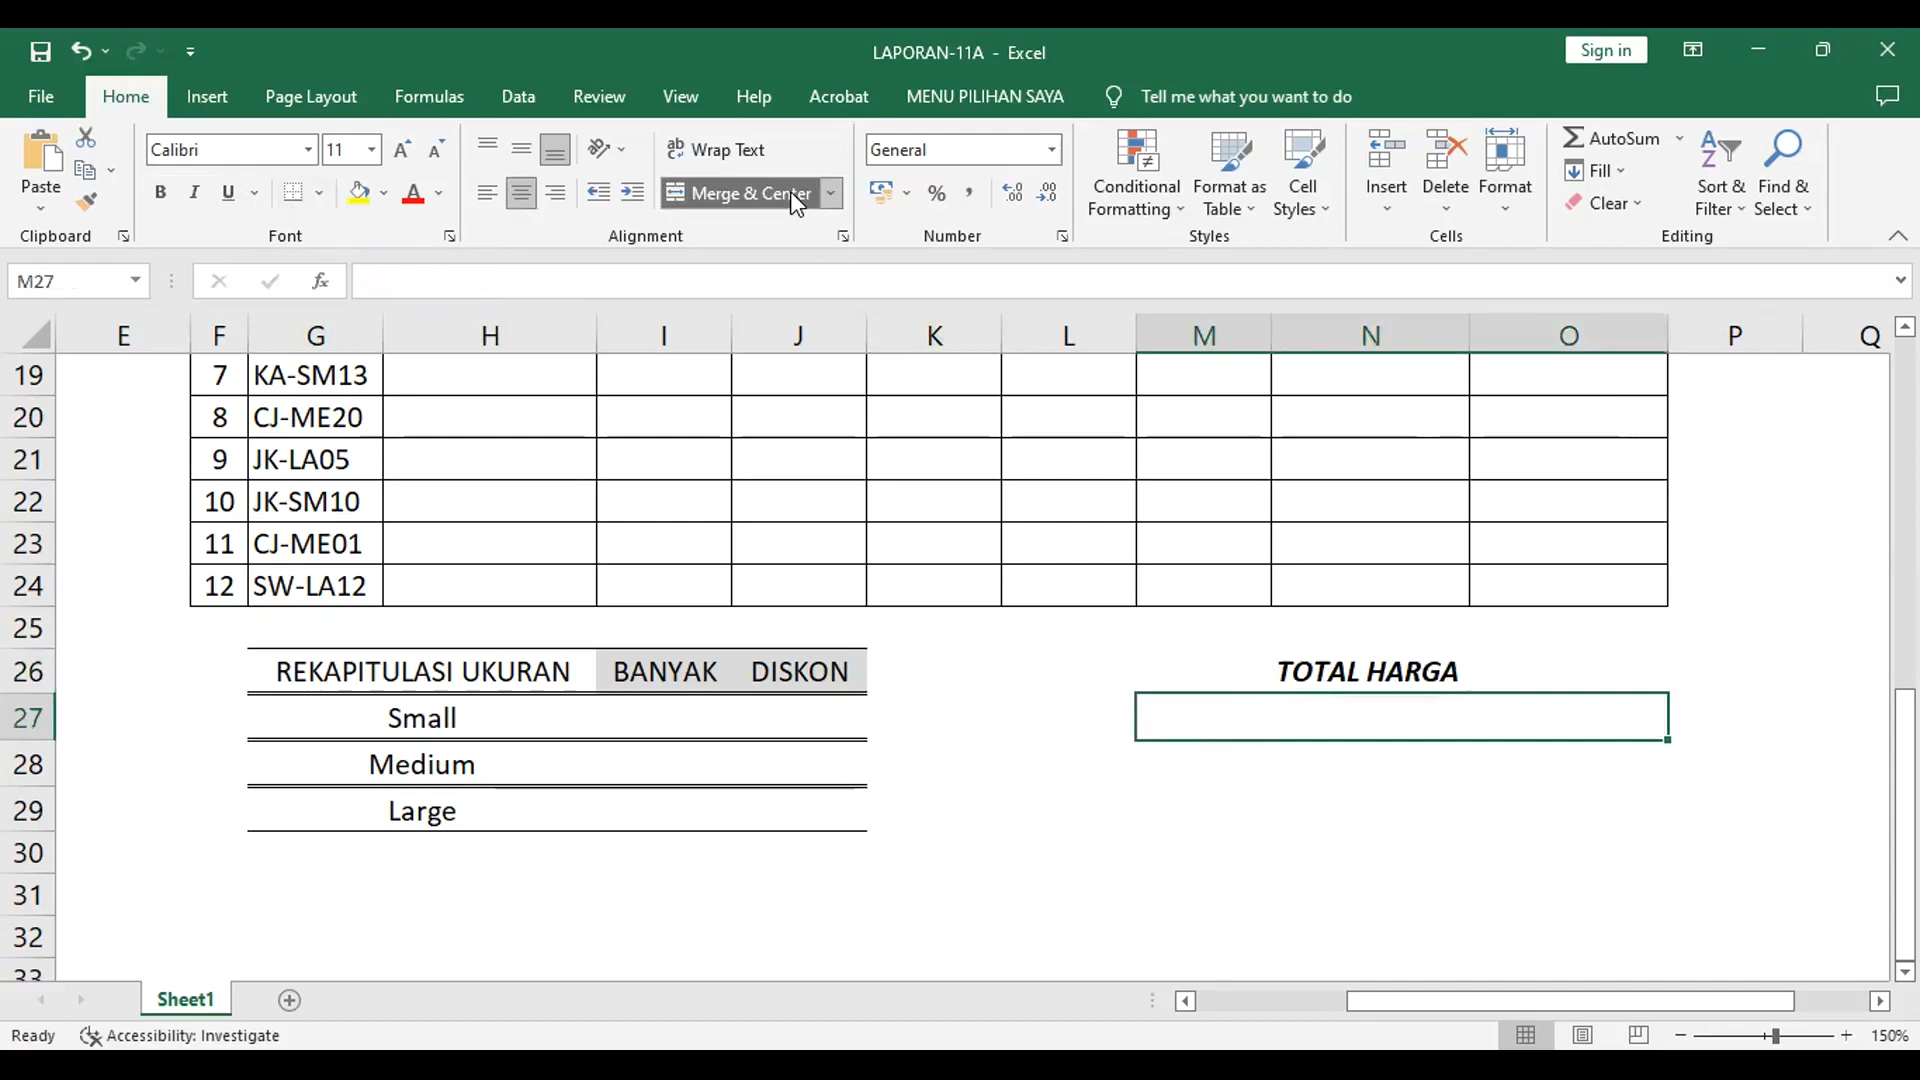 LAPORAN-11A - Excel
Sign in
File Home Insert Page Layout Formulas Data Review View Help Acrobat MENU PILIHAN SAYA Tell me what you want to do
Paste
Clipboard
Calibri 11
B I U A
Font
ab Wrap Text
Merge & Center
Alignment
General
% ,
Number
Conditional Formatting
Format as Table
Cell Styles
Styles
Insert Delete Format
Cells
AutoSum
Fill
Clear
Sort & Filter
Find & Select
Editing
M27 fx
E F G H I J K L M N O P Q
19 7 KA-SM13
20 8 CJ-ME20
21 9 JK-LA05
22 10 JK-SM10
23 11 CJ-ME01
24 12 SW-LA12
25
26 REKAPITULASI UKURAN BANYAK DISKON TOTAL HARGA
27 Small
28 Medium
29 Large
30
31
32
33
Sheet1
Ready Accessibility: Investigate 150%